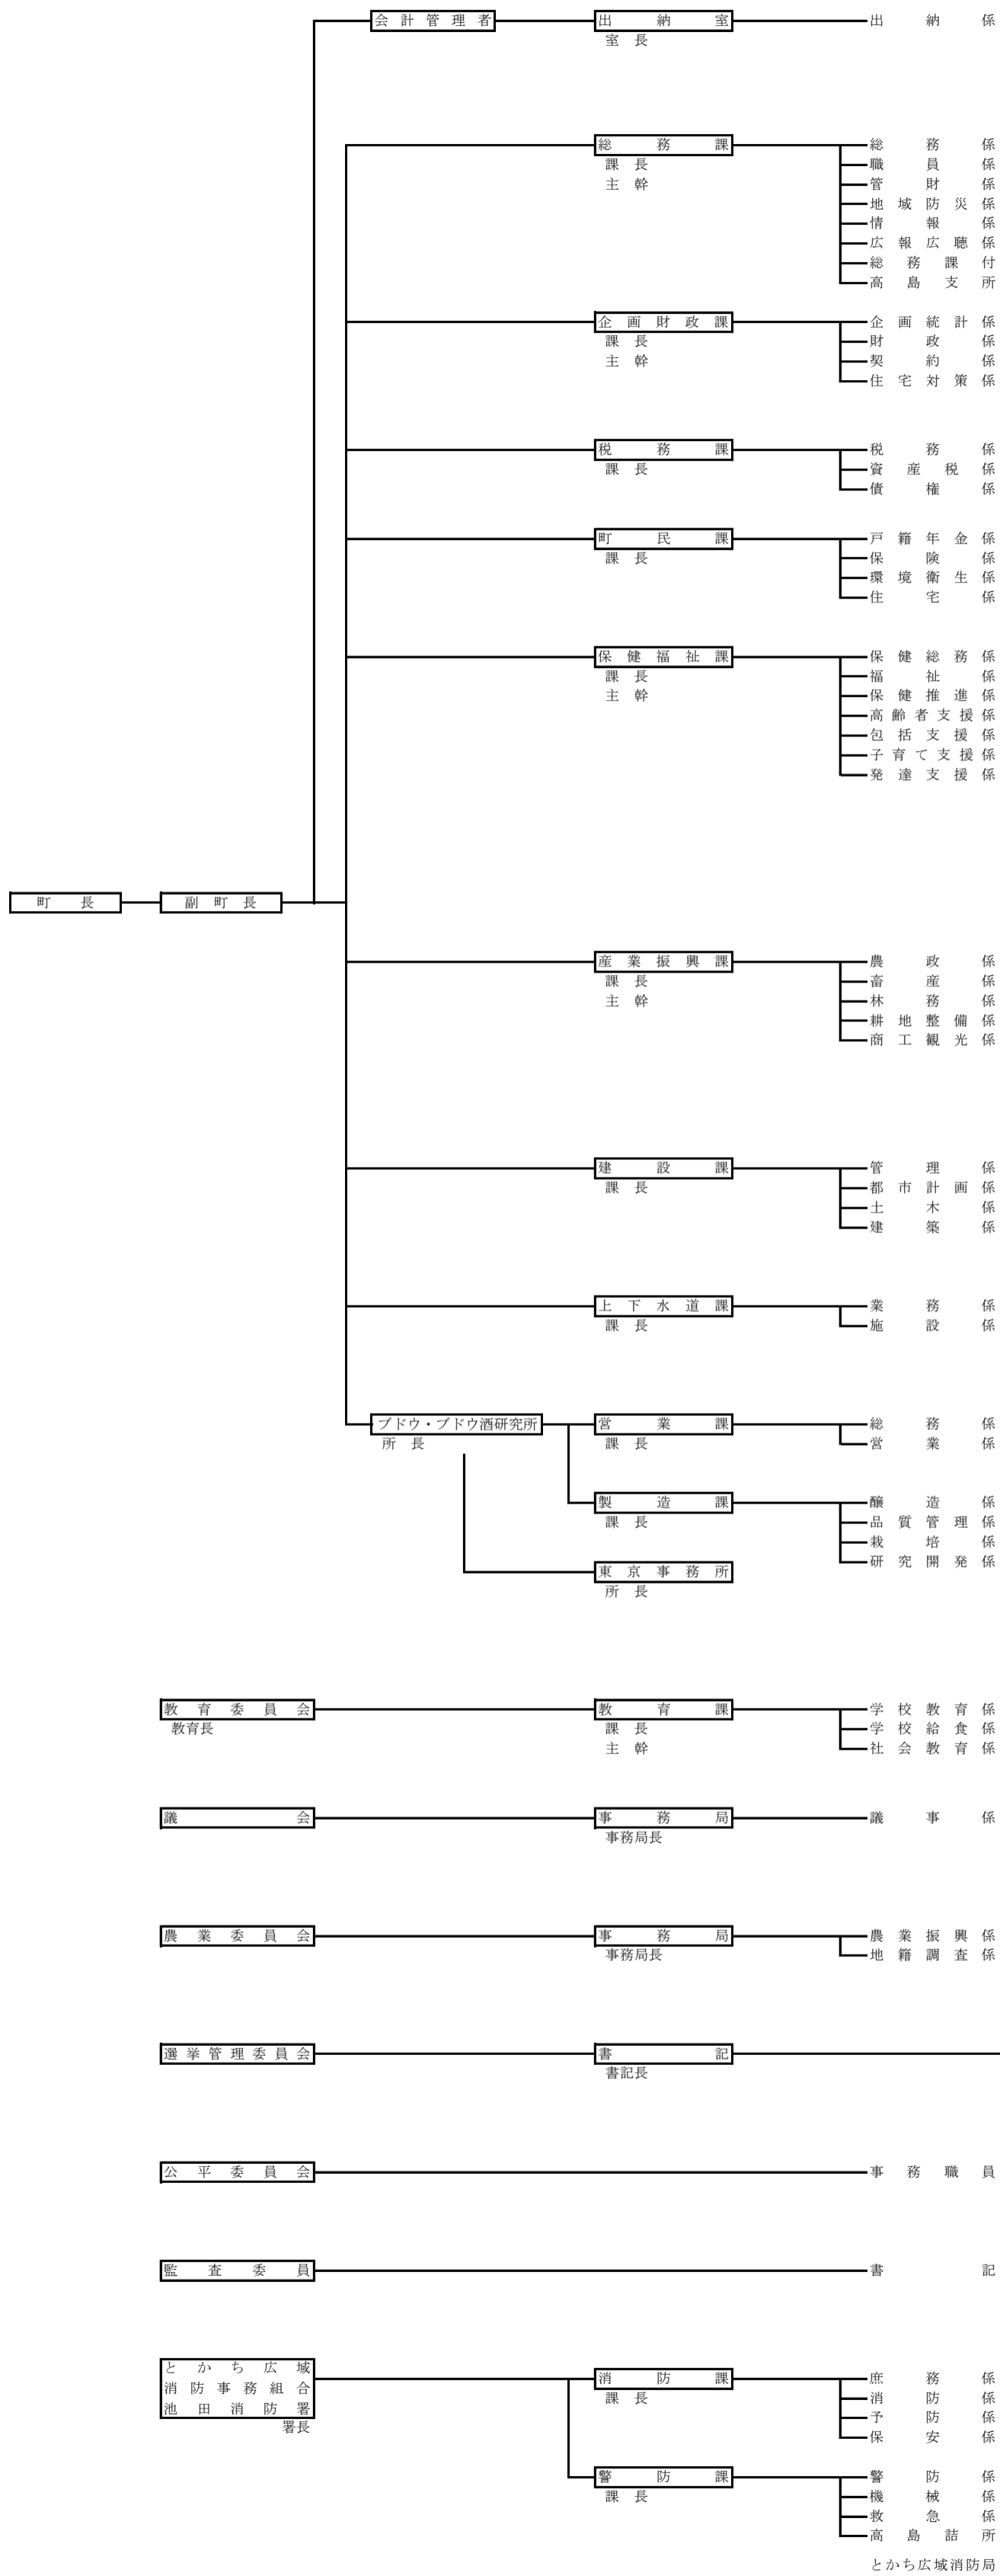 会計管理者 出納室 出納係
室長
総務課 総務係
課長 職員係
主幹 管財係
地域防災係
情報係
広報広聴係
総務課付
高島支所
企画財政課 企画統計係
課長 財政係
主幹 契約係
住宅対策係
税務課 税務係
課長 資産税係
債権係
町民課 戸籍年金係
課長 保険係
環境衛生係
住宅係
保健福祉課 保健総務係
課長 福祉係
主幹 保健推進係
高齢者支援係
包括支援係
子育て支援係
発達支援係
町長 副町長
産業振興課 農政係
課長 畜産係
主幹 林務係
耕地整備係
商工観光係
建設課 管理係
課長 都市計画係
土木係
建築係
上下水道課 業務係
課長 施設係
ブドウ・ブドウ酒研究所 営業課 総務係
所長 課長 営業係
製造課 醸造係
課長 品質管理係
栽培係
東京事務所 研究開発係
所長
教育委員会 教育課 学校教育係
教育長 課長 学校給食係
主幹 社会教育係
議会 事務局 議事係
事務局長
農業委員会 事務局 農業振興係
事務局長 地籍調査係
選挙管理委員会 書記
書記長
公平委員会 事務職員
監査委員 書記
とかち広域
消防事務組合 消防課 庶務係
池田消防署 課長 消防係
署長 予防係
保安係
警防課 警防係
課長 機械係
救急係
高島詰所
とかち広域消防局